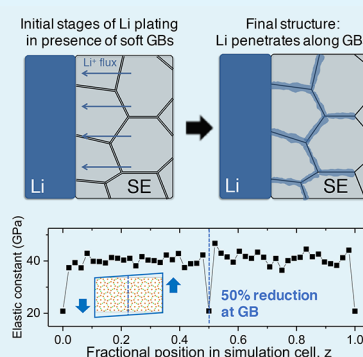 Initial stages of Li plating
in presence of soft GBs
Final structure:
Li penetrates along GB
Li⁺ flux
Li
SE
Li
SE
Elastic constant (GPa)
40
20
50% reduction
at GB
0.0 0.2 0.4 0.6 0.8 1.0
Fractional position in simulation cell, z